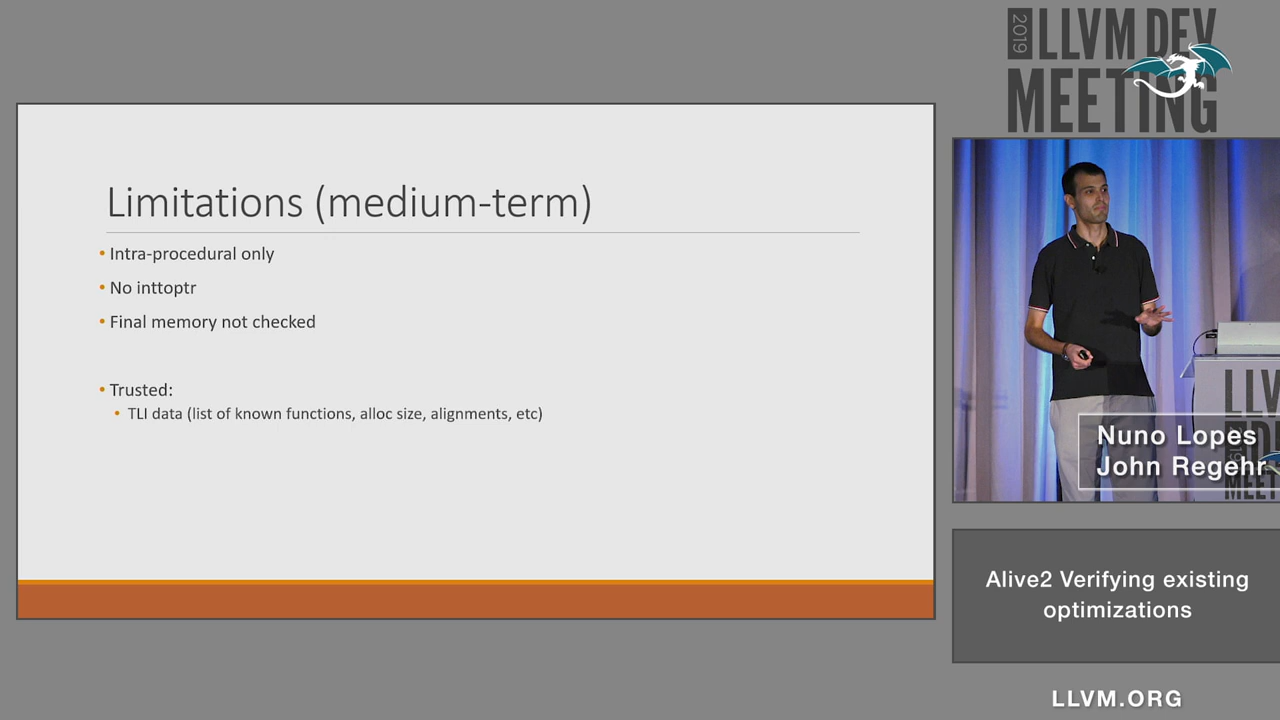 2019 LLVM DEV
MEETING
Limitations (medium-term)
• Intra-procedural only
• No inttoptr
• Final memory not checked
• Trusted:
• TLI data (list of known functions, alloc size, alignments, etc)
Nuno Lopes
John Regehr
Alive2 Verifying existing
optimizations
LLVM.ORG